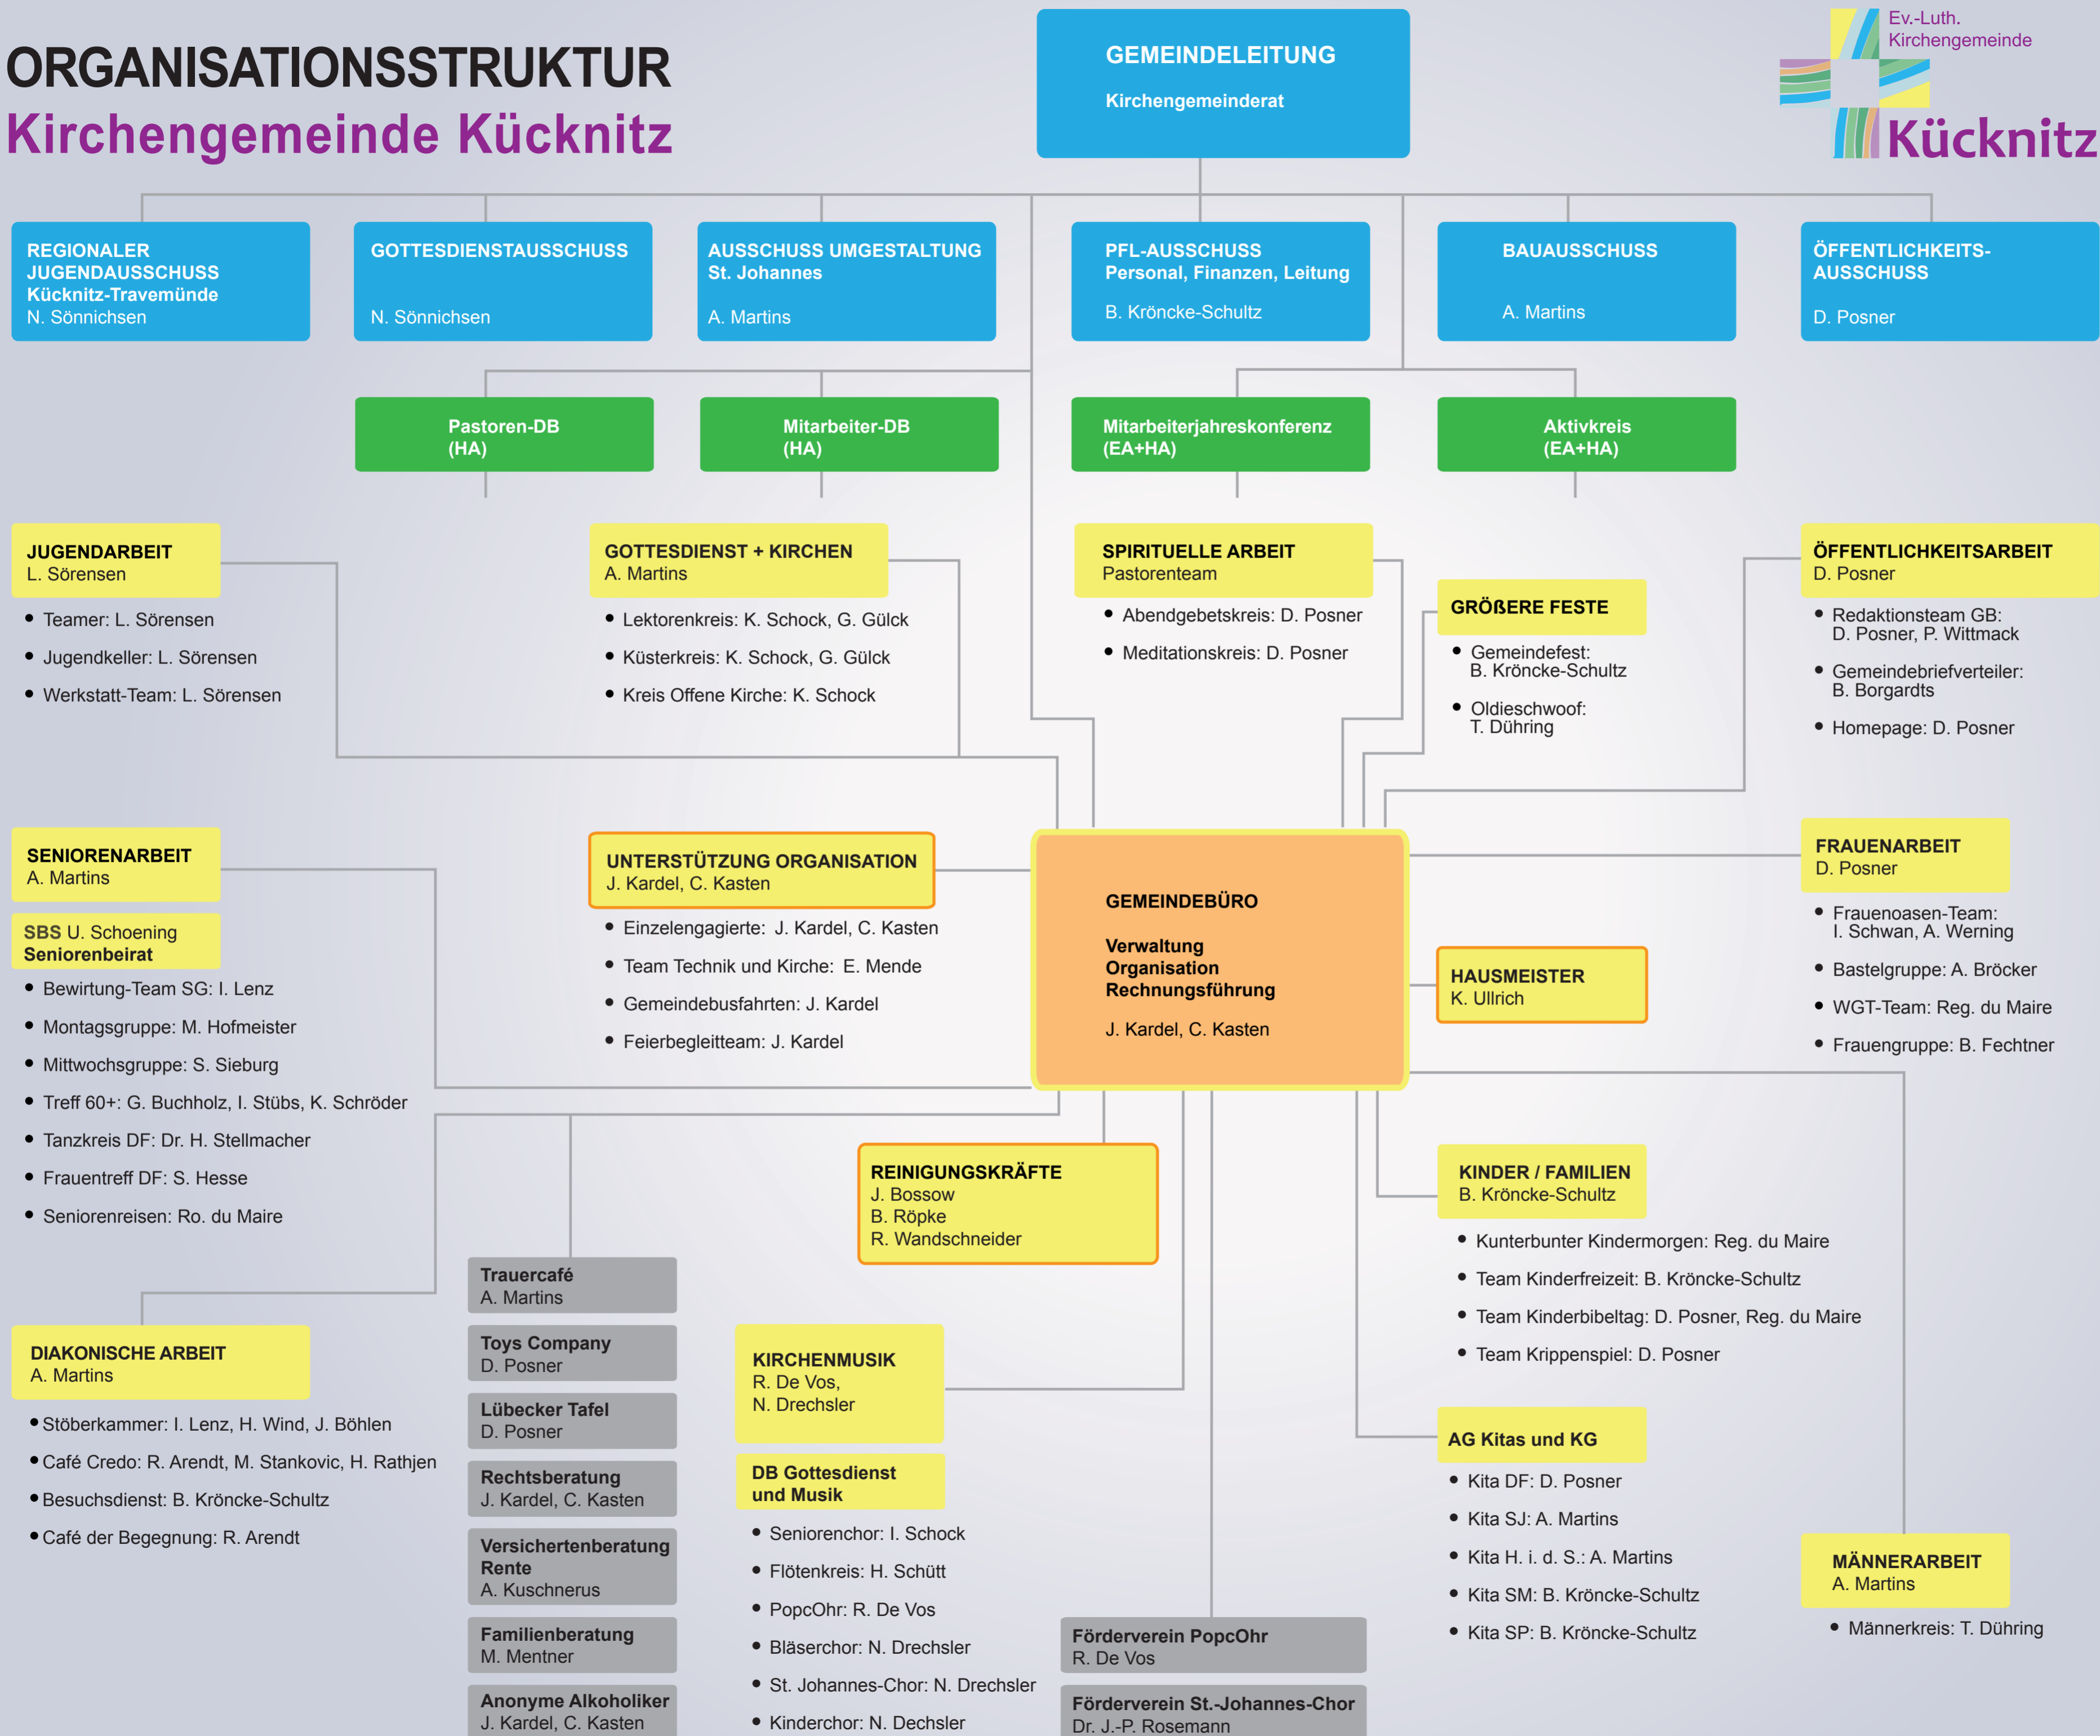 ORGANISATIONSSTRUKTUR
Kirchengemeinde Kücknitz
GEMEINDELEITUNG
Kirchengemeinderat
Ev.-Luth.
Kirchengemeinde
Kücknitz
REGIONALER
JUGENDAUSSCHUSS
Kücknitz-Travemünde
N. Sönnichsen
GOTTESDIENSTAUSSCHUSS
N. Sönnichsen
AUSSCHUSS UMGESTALTUNG
St. Johannes
A. Martins
PFL-AUSSCHUSS
Personal, Finanzen, Leitung
B. Kröncke-Schultz
BAUAUSSCHUSS
A. Martins
ÖFFENTLICHKEITS-
AUSSCHUSS
D. Posner
Pastoren-DB
(HA)
Mitarbeiter-DB
(HA)
Mitarbeiterjahreskonferenz
(EA+HA)
Aktivkreis
(EA+HA)
JUGENDARBEIT
L. Sörensen
• Teamer: L. Sörensen
• Jugendkeller: L. Sörensen
• Werkstatt-Team: L. Sörensen
GOTTESDIENST + KIRCHEN
A. Martins
• Lektorenkreis: K. Schock, G. Gülck
• Küsterkreis: K. Schock, G. Gülck
• Kreis Offene Kirche: K. Schock
SPIRITUELLE ARBEIT
Pastorenteam
• Abendgebetskreis: D. Posner
• Meditationskreis: D. Posner
GRÖßERE FESTE
• Gemeindefest:
B. Kröncke-Schultz
• Oldieschwoof:
T. Dühring
ÖFFENTLICHKEITSARBEIT
D. Posner
• Redaktionsteam GB:
D. Posner, P. Wittmack
• Gemeindebriefverteiler:
B. Borgardts
• Homepage: D. Posner
SENIORENARBEIT
A. Martins
SBS U. Schoening
Seniorenbeirat
• Bewirtung-Team SG: I. Lenz
• Montagsgruppe: M. Hofmeister
• Mittwochsgruppe: S. Sieburg
• Treff 60+: G. Buchholz, I. Stübs, K. Schröder
• Tanzkreis DF: Dr. H. Stellmacher
• Frauentreff DF: S. Hesse
• Seniorenreisen: Ro. du Maire
UNTERSTÜTZUNG ORGANISATION
J. Kardel, C. Kasten
• Einzelengagierte: J. Kardel, C. Kasten
• Team Technik und Kirche: E. Mende
• Gemeindebusfahrten: J. Kardel
• Feierbegleitteam: J. Kardel
GEMEINDEBÜRO
Verwaltung
Organisation
Rechnungsführung
J. Kardel, C. Kasten
HAUSMEISTER
K. Ullrich
FRAUENARBEIT
D. Posner
• Frauenoasen-Team:
I. Schwan, A. Werning
• Bastelgruppe: A. Bröcker
• WGT-Team: Reg. du Maire
• Frauengruppe: B. Fechtner
REINIGUNGSKRÄFTE
J. Bossow
B. Röpke
R. Wandschneider
KINDER / FAMILIEN
B. Kröncke-Schultz
• Kunterbunter Kindermorgen: Reg. du Maire
• Team Kinderfreizeit: B. Kröncke-Schultz
• Team Kinderbibeltag: D. Posner, Reg. du Maire
• Team Krippenspiel: D. Posner
DIAKONISCHE ARBEIT
A. Martins
• Stöberkammer: I. Lenz, H. Wind, J. Böhlen
• Café Credo: R. Arendt, M. Stankovic, H. Rathjen
• Besuchsdienst: B. Kröncke-Schultz
• Café der Begegnung: R. Arendt
Trauercafé
A. Martins
Toys Company
D. Posner
Lübecker Tafel
D. Posner
Rechtsberatung
J. Kardel, C. Kasten
Versichertenberatung
Rente
A. Kuschnerus
Familienberatung
M. Mentner
Anonyme Alkoholiker
J. Kardel, C. Kasten
KIRCHENMUSIK
R. De Vos,
N. Drechsler
DB Gottesdienst
und Musik
• Seniorenchor: I. Schock
• Flötenkreis: H. Schütt
• PopcOhr: R. De Vos
• Bläserchor: N. Drechsler
• St. Johannes-Chor: N. Drechsler
• Kinderchor: N. Dechsler
Förderverein PopcOhr
R. De Vos
Förderverein St.-Johannes-Chor
Dr. J.-P. Rosemann
AG Kitas und KG
• Kita DF: D. Posner
• Kita SJ: A. Martins
• Kita H. i. d. S.: A. Martins
• Kita SM: B. Kröncke-Schultz
• Kita SP: B. Kröncke-Schultz
MÄNNERARBEIT
A. Martins
• Männerkreis: T. Dühring